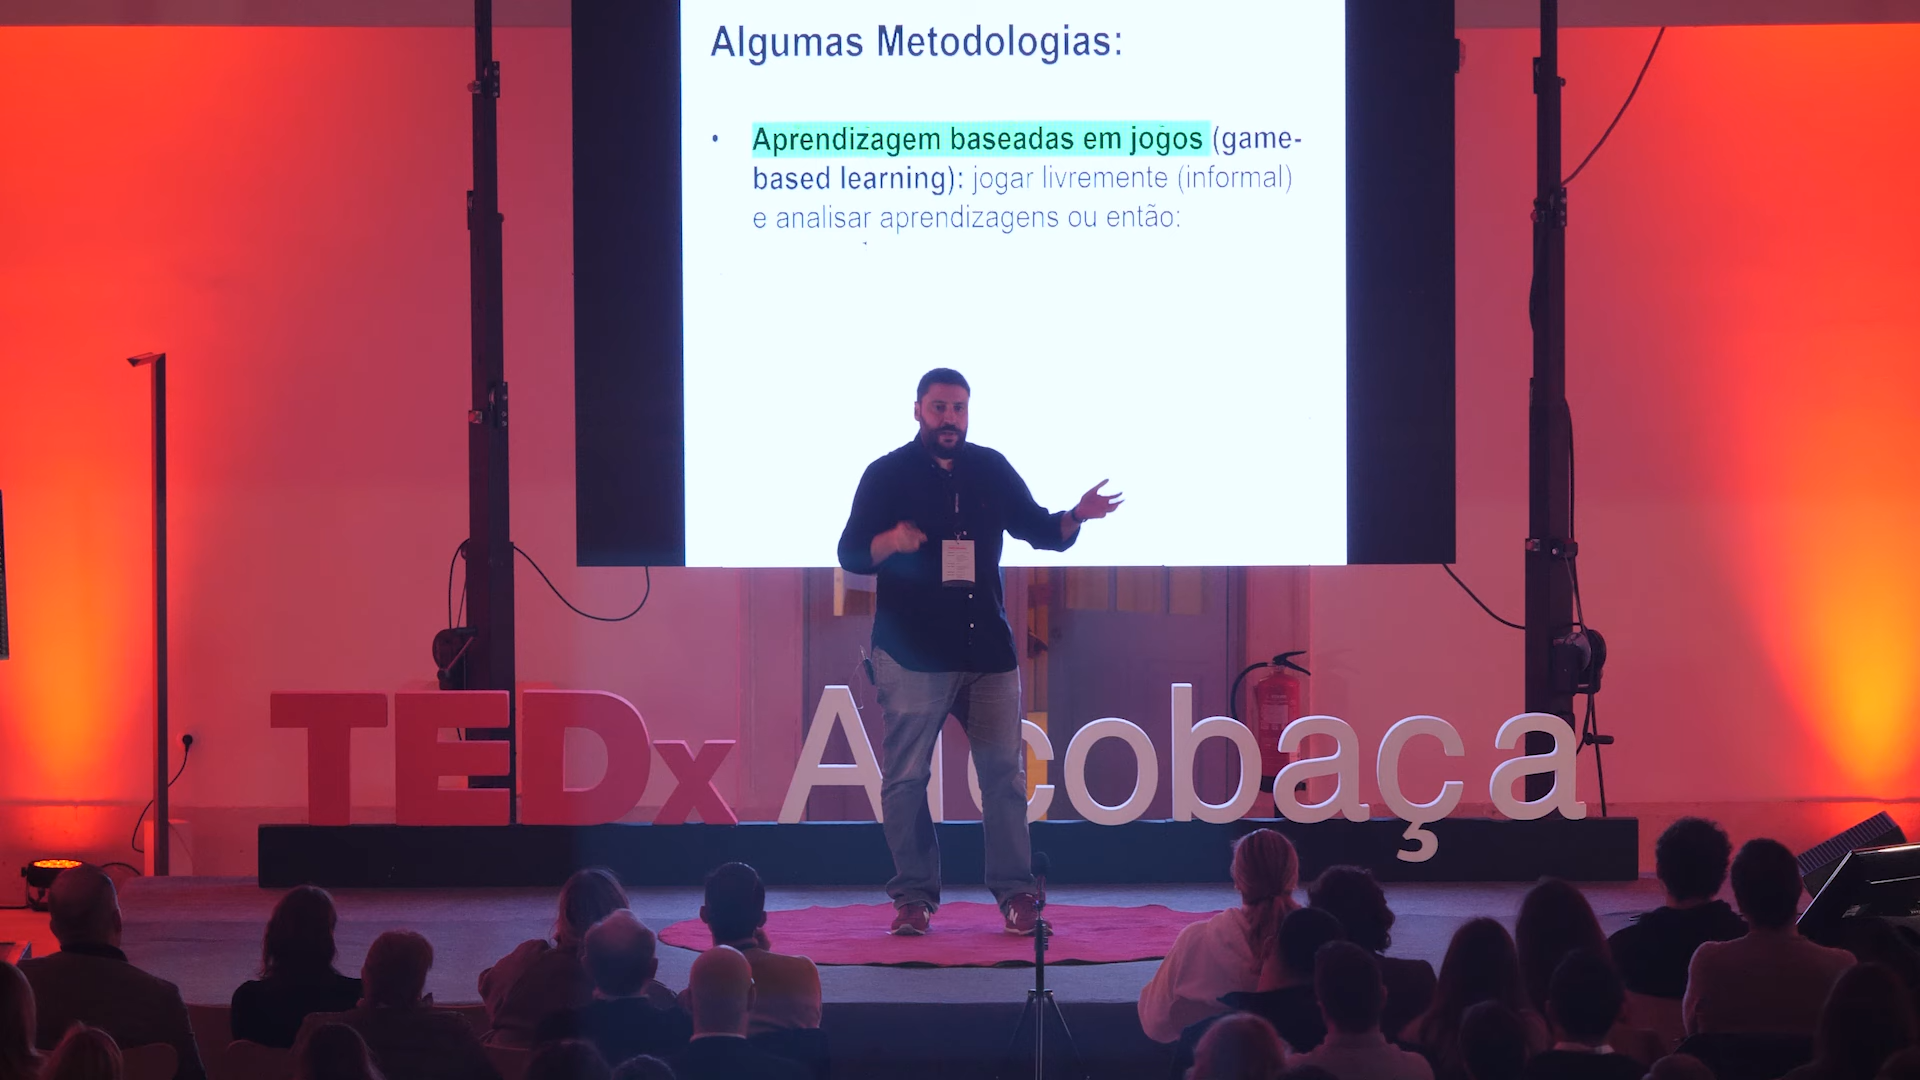 Algumas Metodologias:
• Aprendizagem baseadas em jogos (game-
based learning): jogar livremente (informal)
e analisar aprendizagens ou então:
TEDx Alcobaça